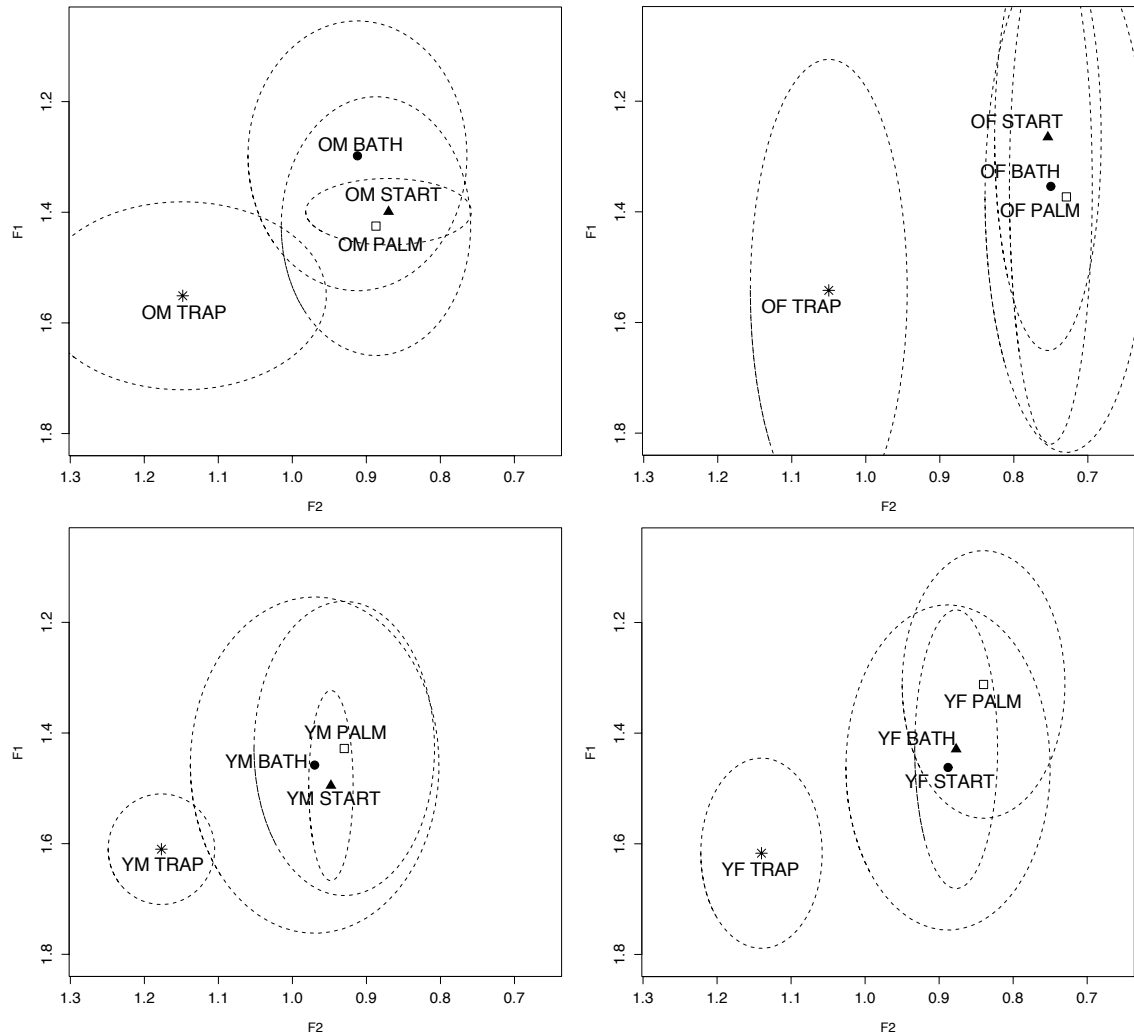 1.2
1.4
1.6
1.8
F1
OM BATH
OM START
OM PALM
OM TRAP
1.3 1.2 1.1 1.0 0.9 0.8 0.7
F2
1.2
1.4
1.6
1.8
F1
OF START
OF BATH
OF PALM
OF TRAP
1.3 1.2 1.1 1.0 0.9 0.8 0.7
F2
1.2
1.4
1.6
1.8
F1
YM PALM
YM BATH
YM START
YM TRAP
1.3 1.2 1.1 1.0 0.9 0.8 0.7
F2
1.2
1.4
1.6
1.8
F1
YF PALM
YF BATH
YF START
YF TRAP
1.3 1.2 1.1 1.0 0.9 0.8 0.7
F2